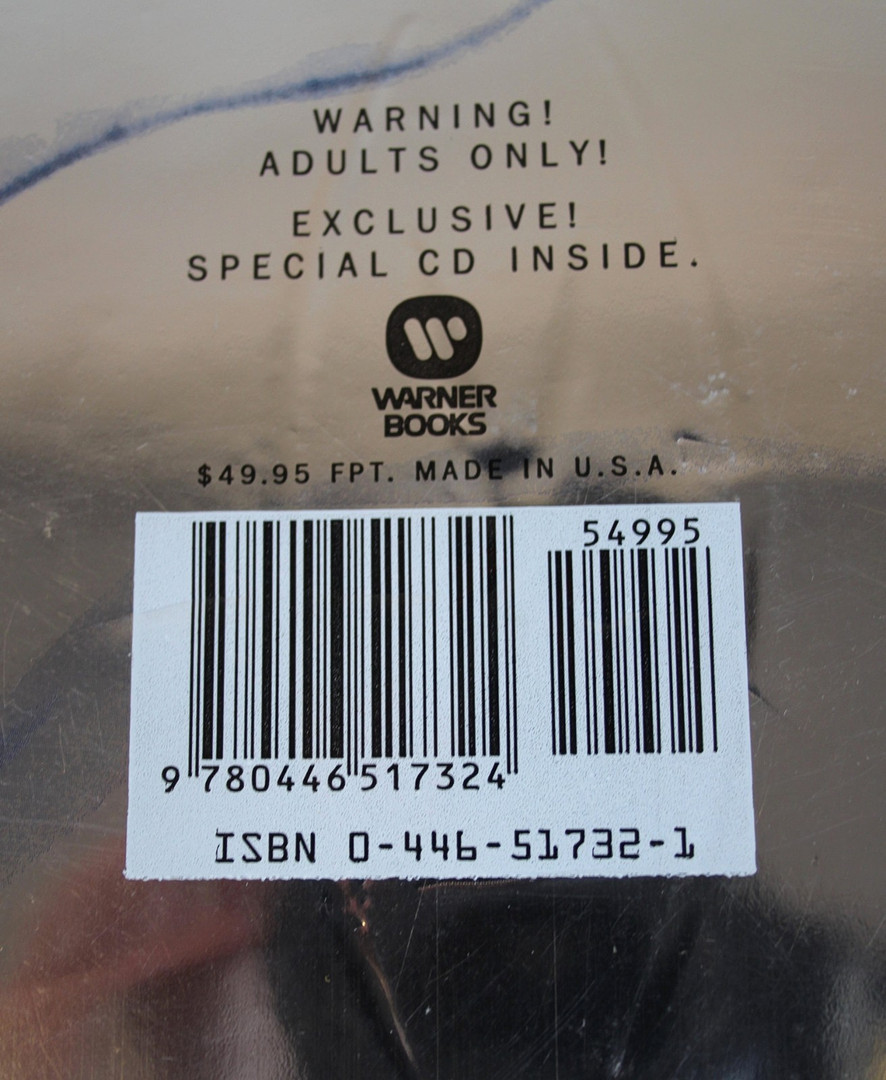 WARNING!
ADULTS ONLY!
EXCLUSIVE!
SPECIAL CD INSIDE.
WARNER
BOOKS
$49.95 FPT. MADE IN U.S.A.
54995
9 780446 517324
ISBN 0-446-51732-1